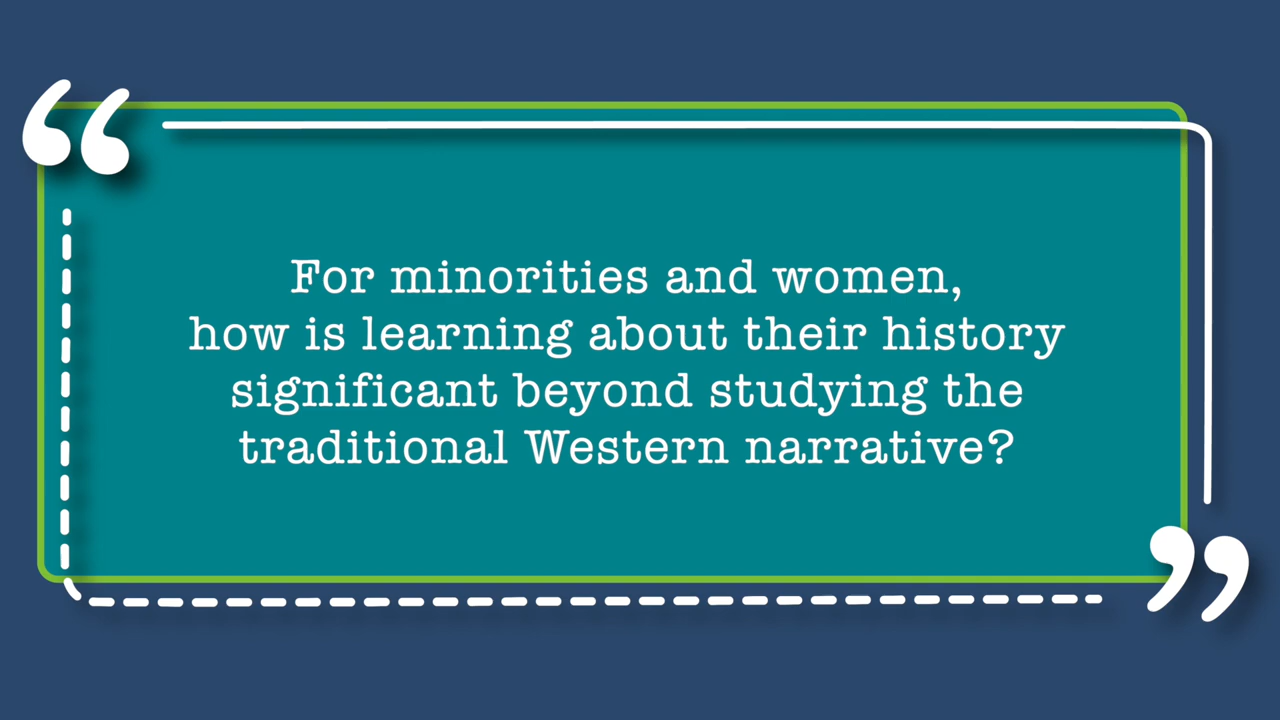 For minorities and women,
how is learning about their history
significant beyond studying the
traditional Western narrative?